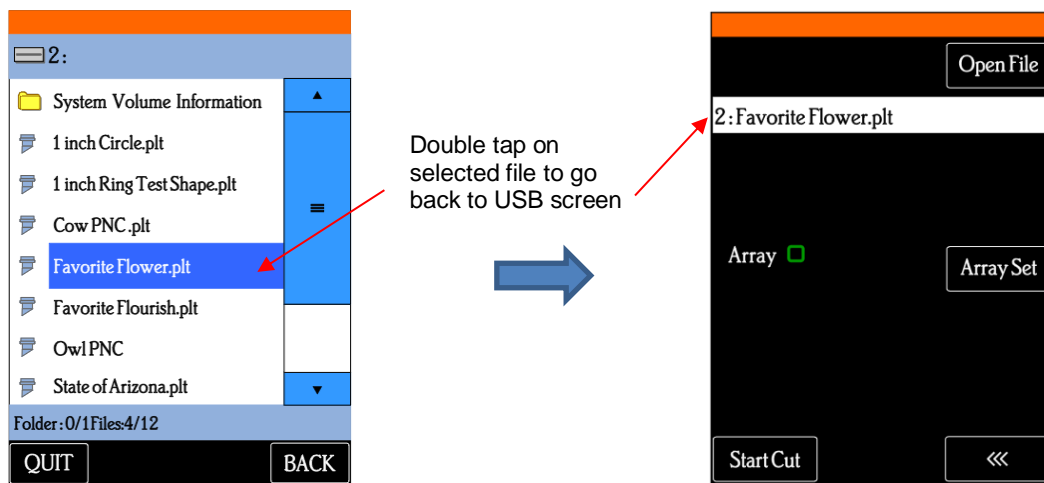 2:
System Volume Information
1 inch Circle.plt
1 inch Ring Test Shape.plt
Cow PNC.plt
Favorite Flower.plt
Favorite Flourish.plt
Owl PNC
State of Arizona.plt
Folder:0/1Files:4/12
QUIT
BACK
Double tap on
selected file to go
back to USB screen
Open File
2:Favorite Flower.plt
Array
Array Set
Start Cut
<<<